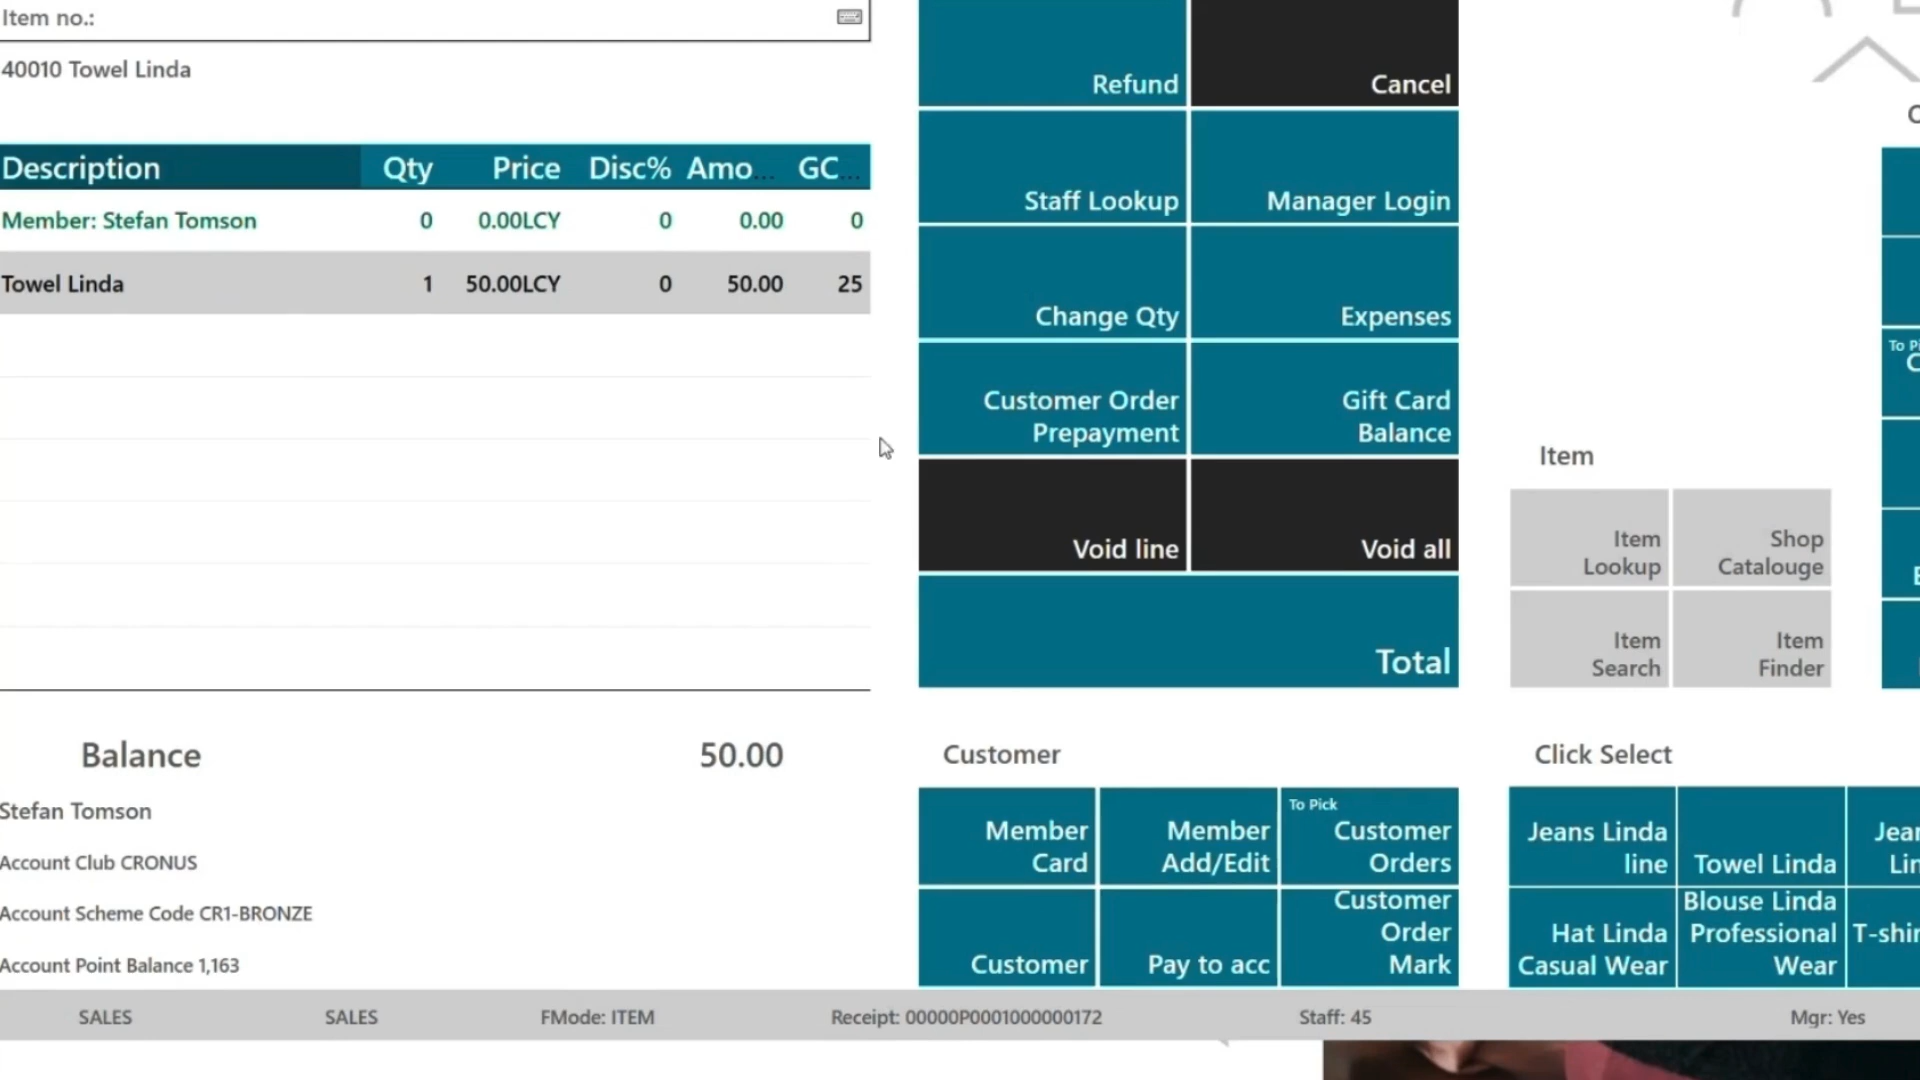 Item no.:
40010 Towel Linda
Description Qty Price Disc% Amo... GC...
Member: Stefan Tomson 0 0.00LCY 0 0.00 0
Towel Linda 1 50.00LCY 0 50.00 25
Balance 50.00
Stefan Tomson
Account Club CRONUS
Account Scheme Code CR1-BRONZE
Account Point Balance 1,163
Refund
Cancel
Staff Lookup
Manager Login
Change Qty
Expenses
Customer Order
Prepayment
Gift Card
Balance
Void line
Void all
Total
Customer
Member
Card
Member
Add/Edit
To Pick
Customer
Orders
Customer
Pay to acc
Customer
Order
Mark
Item
Item
Lookup
Shop
Catalouge
Item
Search
Item
Finder
Click Select
Jeans Linda
line
Towel Linda
Hat Linda
Casual Wear
Blouse Linda
Professional
Wear
To
SALES SALES FMode: ITEM Receipt: 00000P0001000000172 Staff: 45 Mgr: Yes